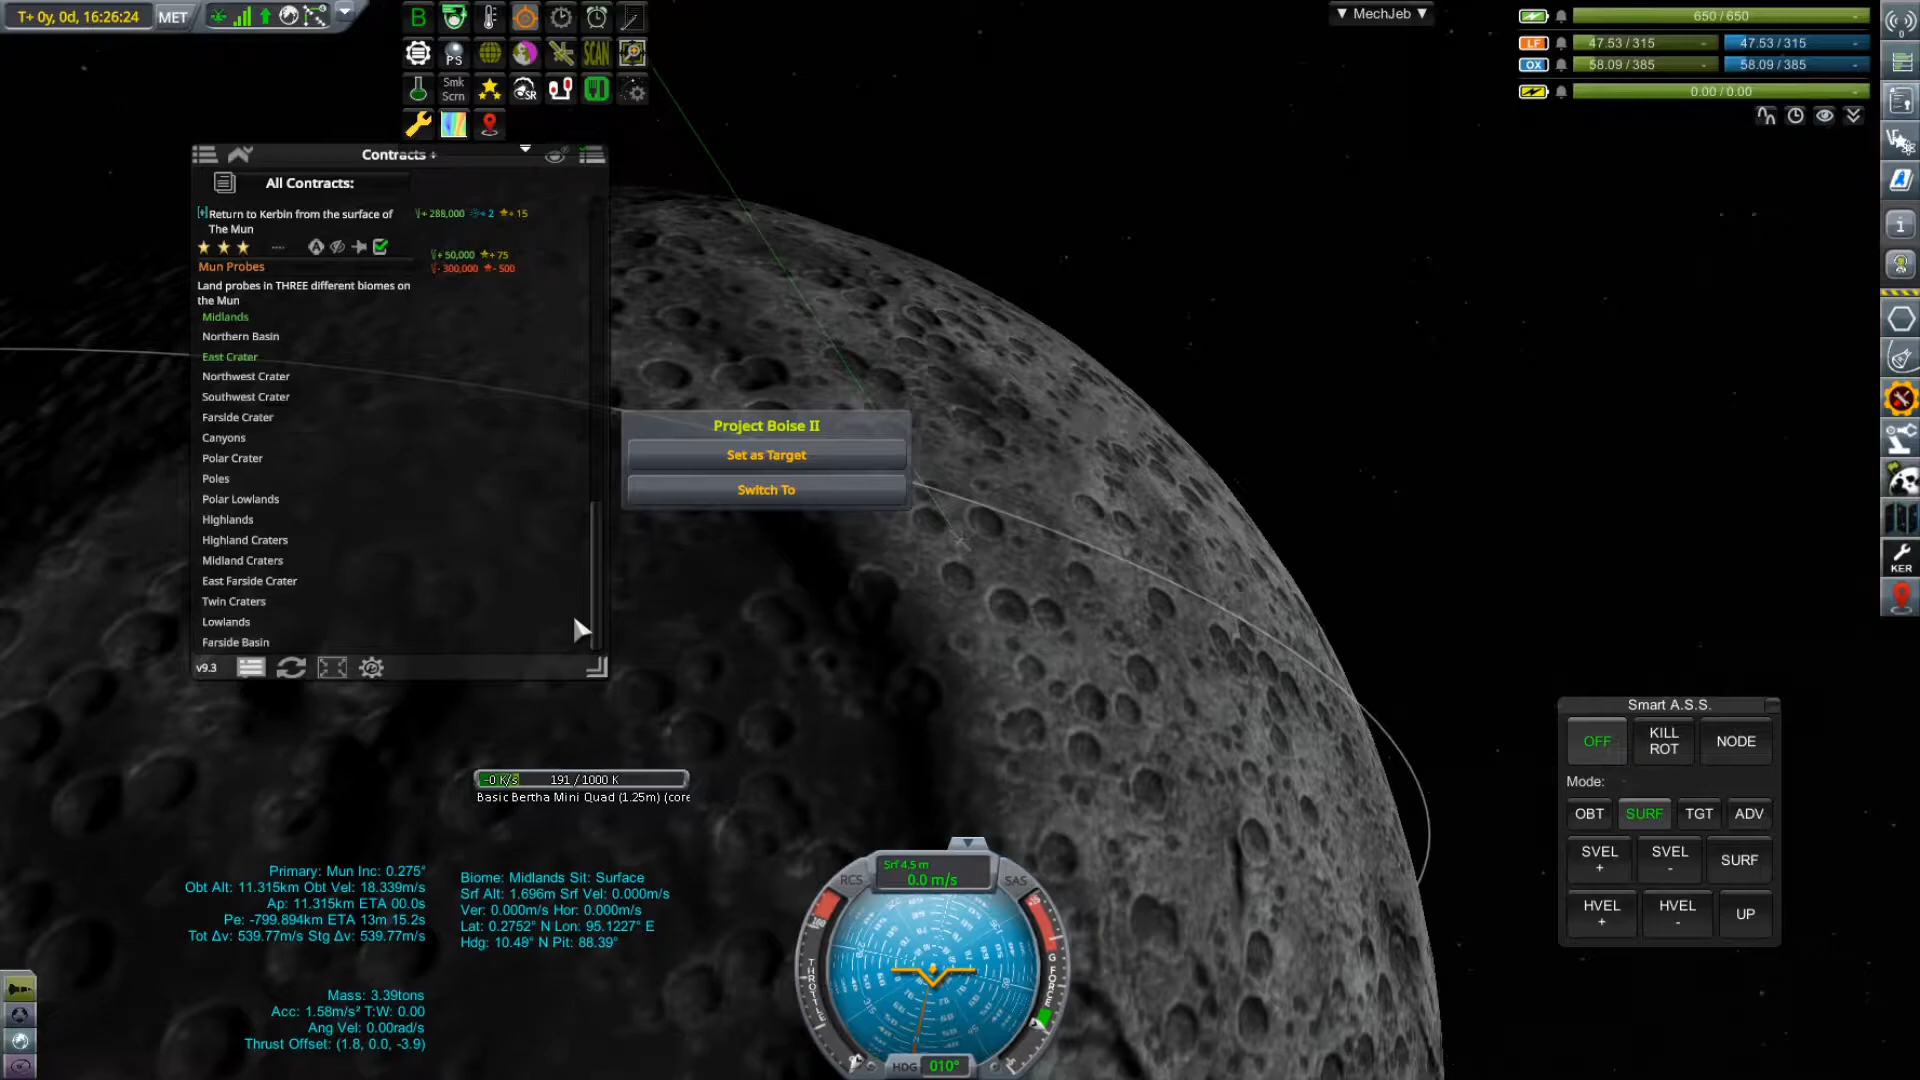 T+ 0y, 0d, 16:26:24
MET
▼ MechJeb ▼
650 / 650
LF
47.53 / 315
47.53 / 315
OX
58.09 / 385
58.09 / 385
0.00 / 0.00
B
PS
SCAN
Smk
Scrn
SR
Contracts +
All Contracts:
[+]Return to Kerbin from the surface of
The Mun
+ 288,000 + 2 + 15
+ 50,000 + 75
- 300,000 - 500
Mun Probes
Land probes in THREE different biomes on
the Mun
Midlands
Northern Basin
East Crater
Northwest Crater
Southwest Crater
Farside Crater
Canyons
Polar Crater
Poles
Polar Lowlands
Highlands
Highland Craters
Midland Craters
East Farside Crater
Twin Craters
Lowlands
Farside Basin
v9.3
Project Boise II
Set as Target
Switch To
KER
-0 K/s 191 / 1000 K
Basic Bertha Mini Quad (1.25m) (core
Primary: Mun Inc: 0.275°
Obt Alt: 11.315km Obt Vel: 18.339m/s
Ap: 11.315km ETA 00.0s
Pe: -799.894km ETA 13m 15.2s
Tot Δv: 539.77m/s Stg Δv: 539.77m/s
Biome: Midlands Sit: Surface
Srf Alt: 1.696m Srf Vel: 0.000m/s
Ver: 0.000m/s Hor: 0.000m/s
Lat: 0.2752° N Lon: 95.1227° E
Hdg: 10.48° N Pit: 88.39°
Mass: 3.39tons
Acc: 1.58m/s² T:W: 0.00
Ang Vel: 0.00rad/s
Thrust Offset: (1.8, 0.0, -3.9)
Srf 4.5 m
0.0 m/s
RCS
SAS
THROTTLE
G FORCE
HDG 010°
Smart A.S.S.
OFF
KILL
ROT
NODE
Mode:
OBT
SURF
TGT
ADV
SVEL
+
SVEL
-
SURF
HVEL
+
HVEL
-
UP